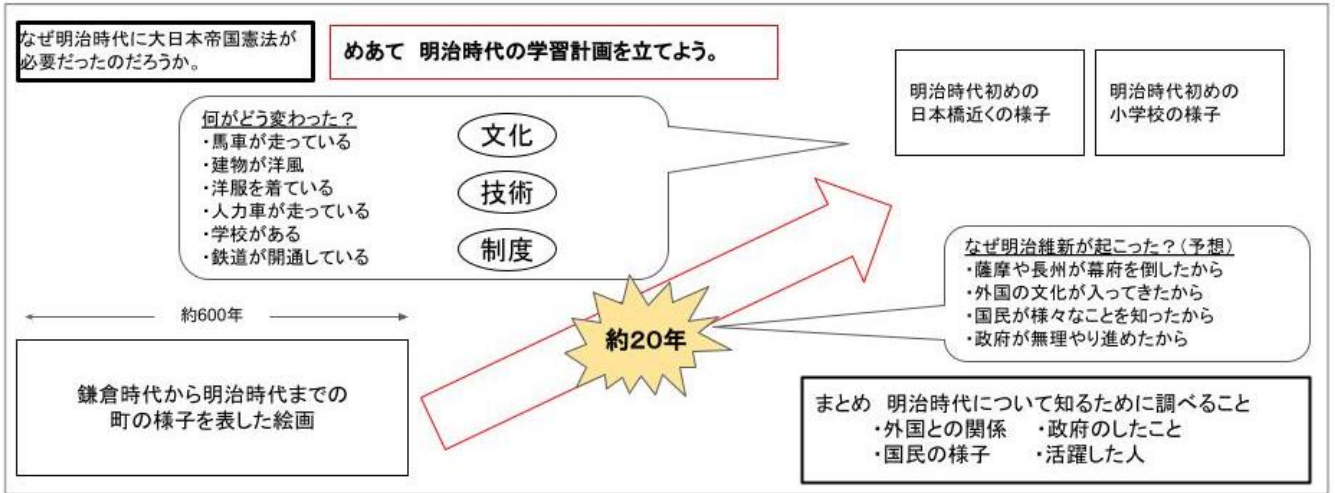 なぜ明治時代に大日本帝国憲法が
必要だったのだろうか。
めあて　明治時代の学習計画を立てよう。
何がどう変わった？
・馬車が走っている
・建物が洋風
・洋服を着ている
・人力車が走っている
・学校がある
・鉄道が開通している
文化
技術
制度
明治時代初めの
日本橋近くの様子
明治時代初めの
小学校の様子
約600年
鎌倉時代から明治時代までの
町の様子を表した絵画
約20年
なぜ明治維新が起こった？（予想）
・薩摩や長州が幕府を倒したから
・外国の文化が入ってきたから
・国民が様々なことを知ったから
・政府が無理やり進めたから
まとめ　明治時代について知るために調べること
・外国との関係　・政府のしたこと
・国民の様子　・活躍した人